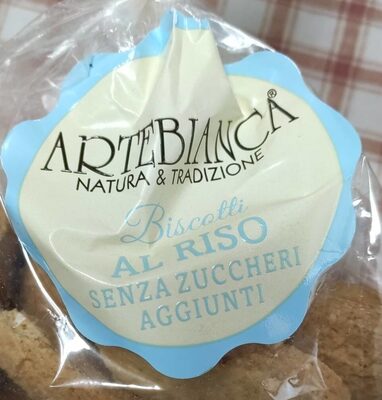 ARTEBIANCA®
NATURA & TRADIZIONE
Biscotti
AL RISO
SENZA ZUCCHERI
AGGIUNTI